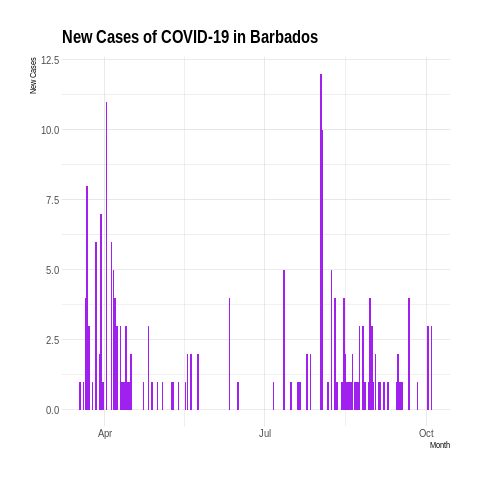 New Cases of COVID-19 in Barbados
New Cases
12.5
10.0
7.5
5.0
2.5
0.0
Apr
Jul
Oct
Month